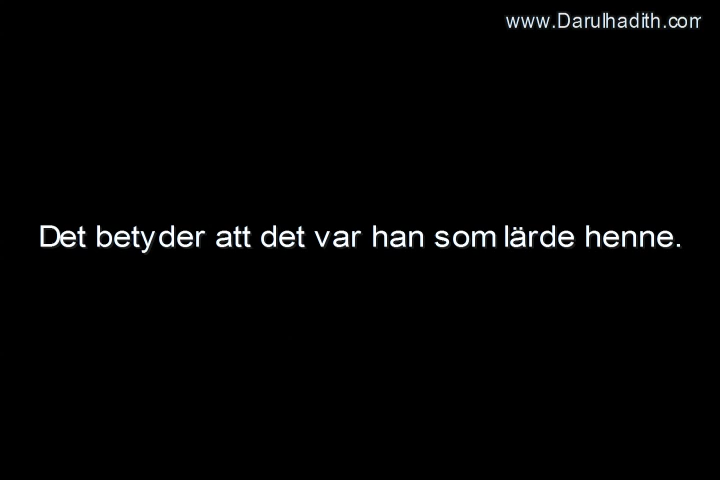 www.Darulhadith.com
Det betyder att det var han som lärde henne.